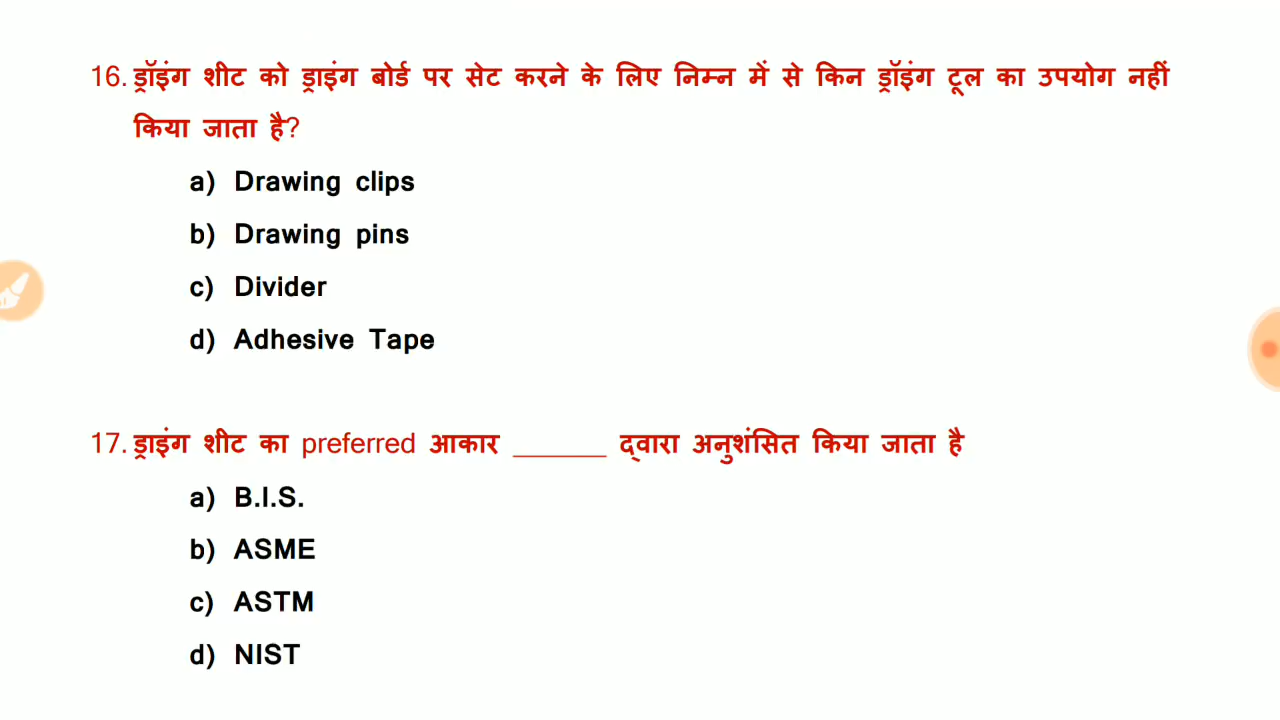 16. ड्रॉइंग शीट को ड्राइंग बोर्ड पर सेट करने के लिए निम्न में से किन ड्रॉइंग टूल का उपयोग नहीं
किया जाता है?
a) Drawing clips
b) Drawing pins
c) Divider
d) Adhesive Tape
17. ड्राइंग शीट का preferred आकार _______ द्वारा अनुशंसित किया जाता है
a) B.I.S.
b) ASME
c) ASTM
d) NIST